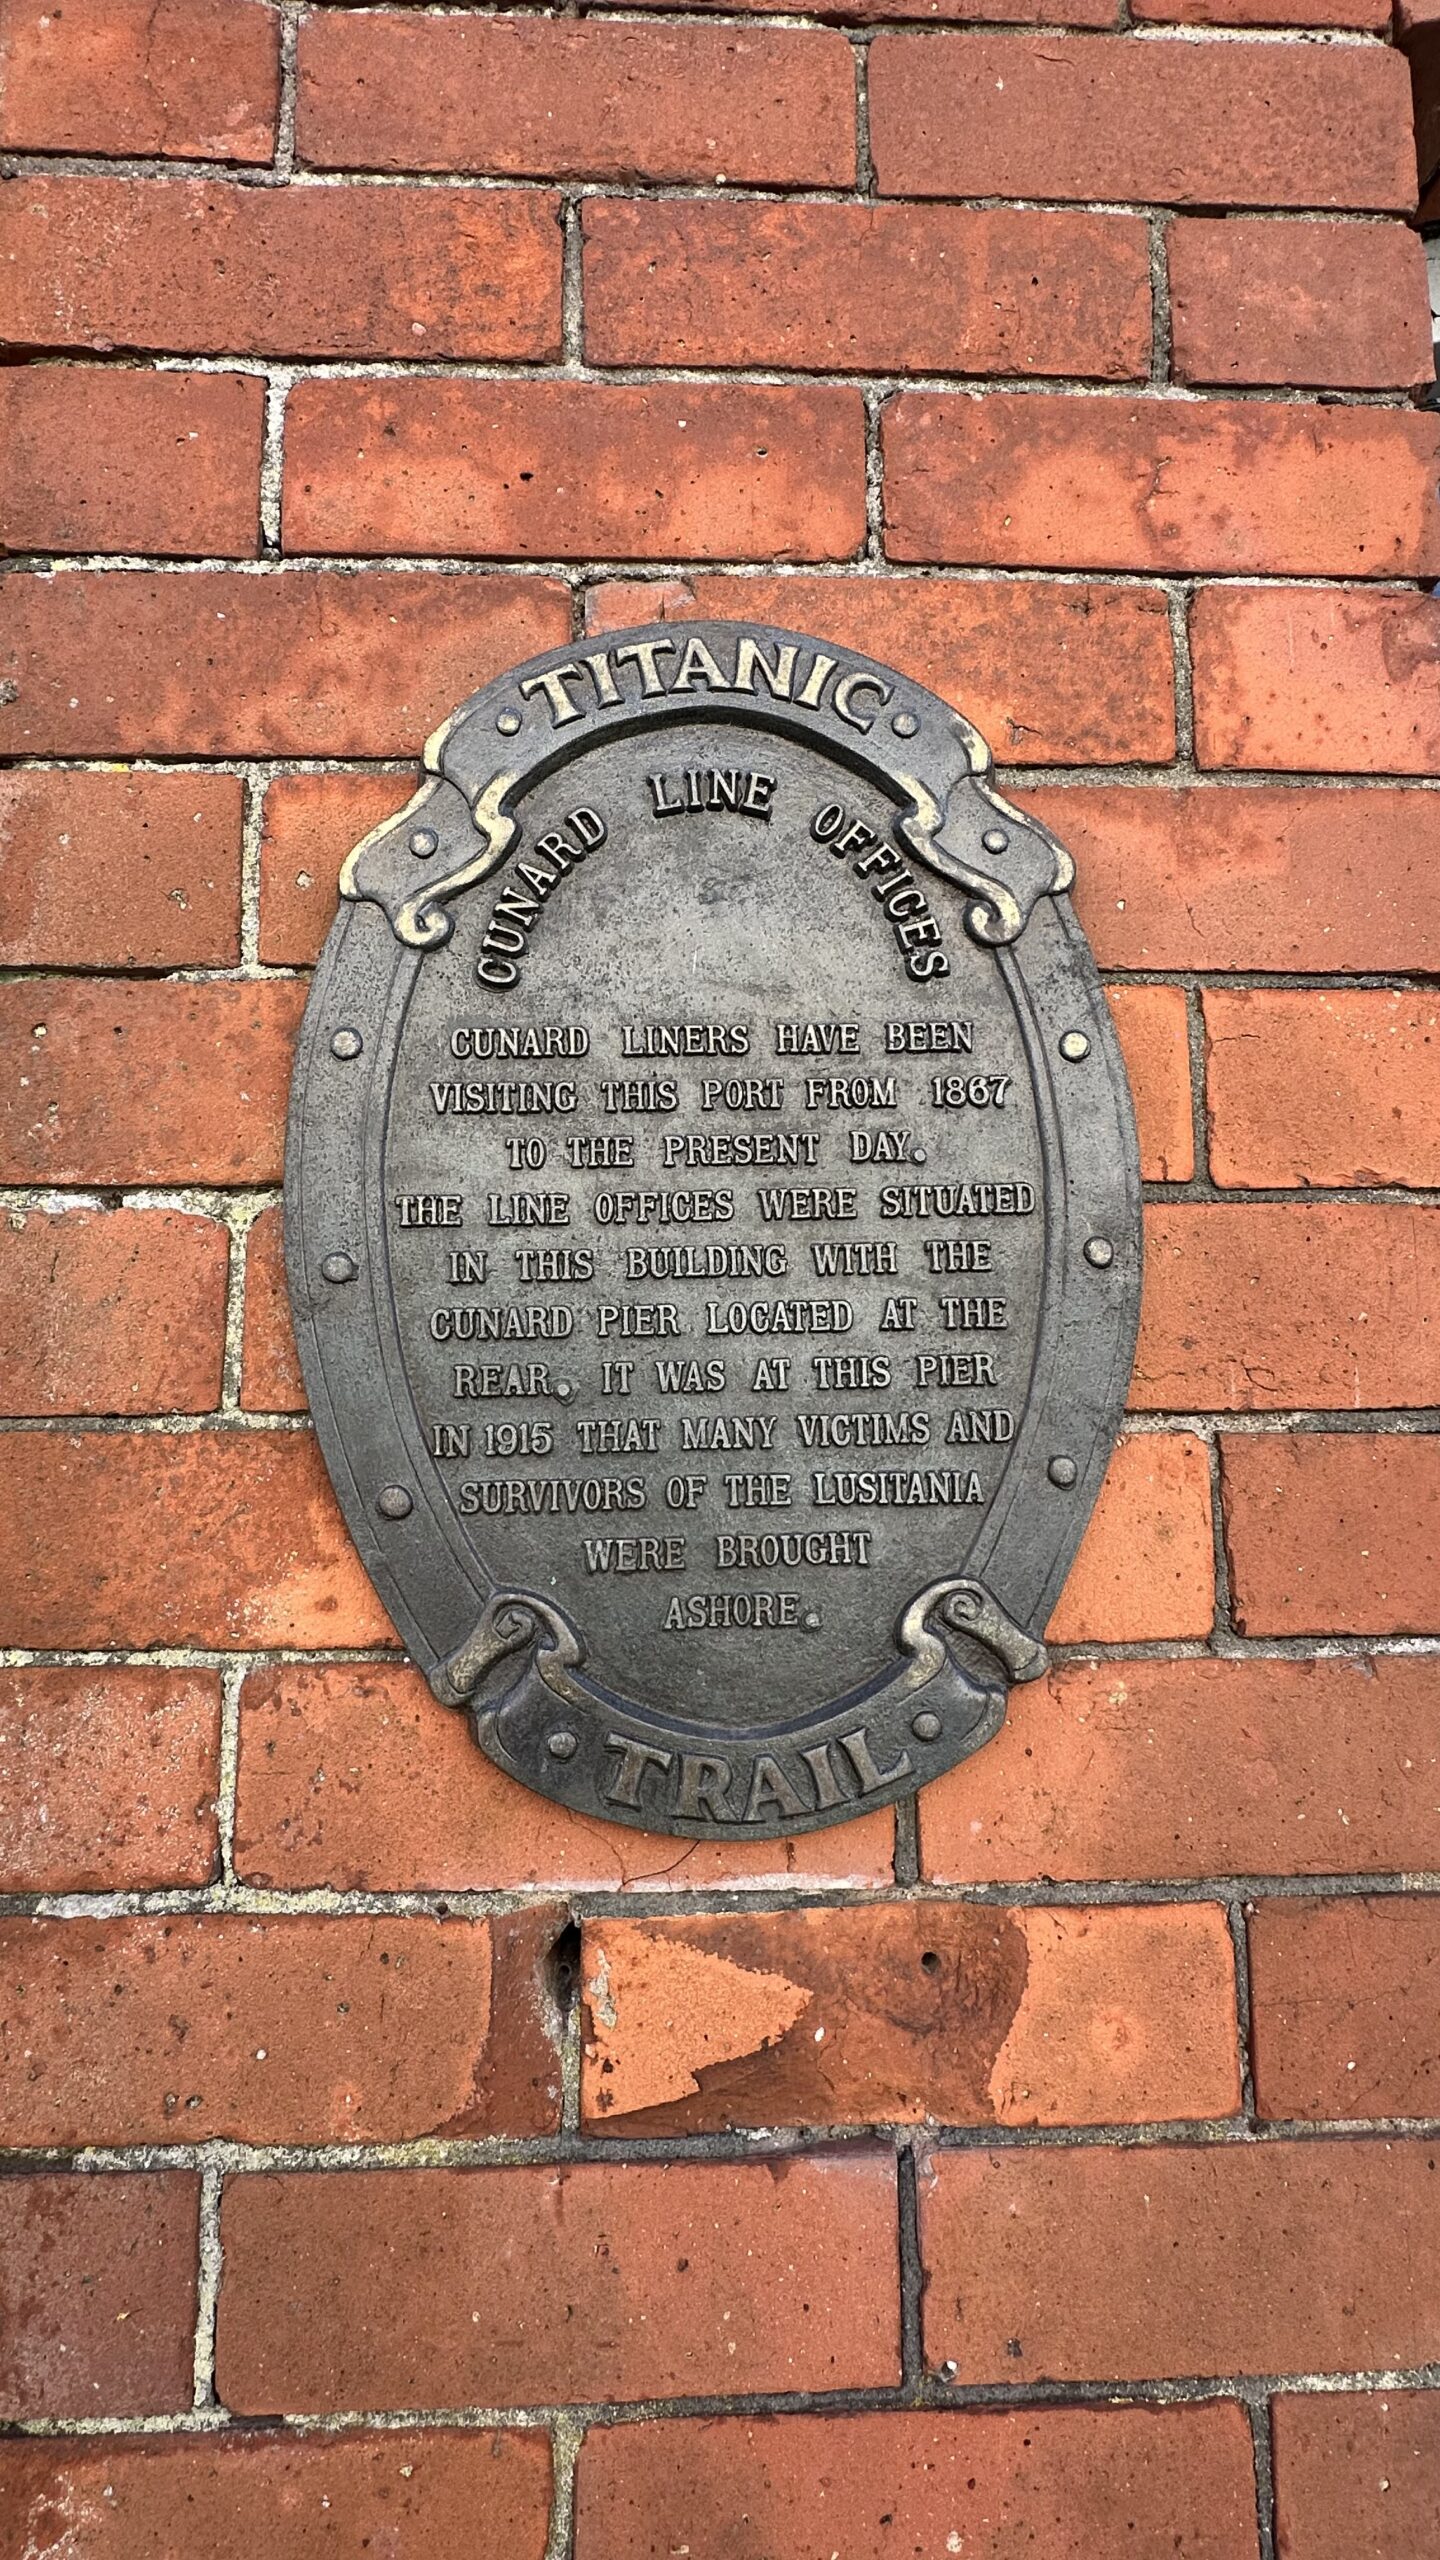 TITANIC
CUNARD LINE OFFICES
CUNARD LINERS HAVE BEEN
VISITING THIS PORT FROM 1867
TO THE PRESENT DAY.
THE LINE OFFICES WERE SITUATED
IN THIS BUILDING WITH THE
CUNARD PIER LOCATED AT THE
REAR. IT WAS AT THIS PIER
IN 1915 THAT MANY VICTIMS AND
SURVIVORS OF THE LUSITANIA
WERE BROUGHT
ASHORE.
TRAIL